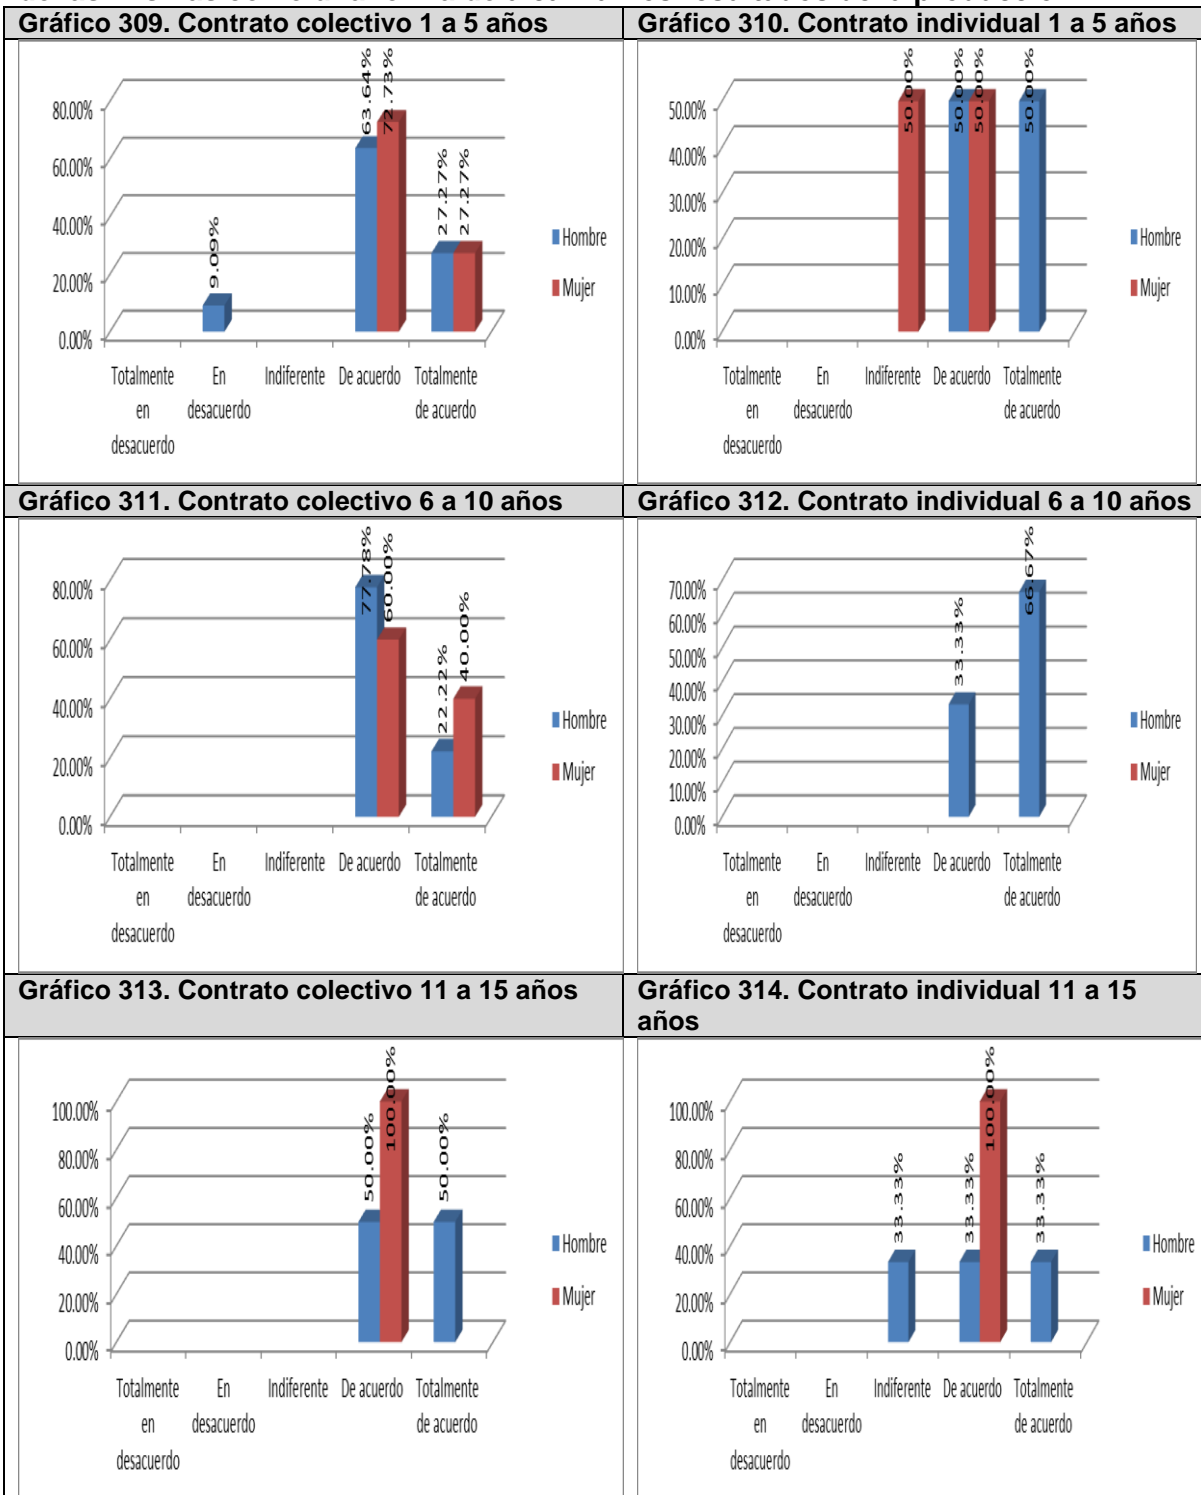 Gráfico 309. Contrato colectivo 1 a 5 años
Gráfico 310. Contrato individual 1 a 5 años
80.00%
60.00%
40.00%
20.00%
0.00%
9.09%
63.64%
72.73%
27.27%
27.27%
Totalmente en desacuerdo
En desacuerdo
Indiferente
De acuerdo
Totalmente de acuerdo
Hombre
Mujer
50.00%
40.00%
30.00%
20.00%
10.00%
0.00%
50.00%
50.00%
50.00%
50.00%
Totalmente en desacuerdo
En desacuerdo
Indiferente
De acuerdo
Totalmente de acuerdo
Hombre
Mujer
Gráfico 311. Contrato colectivo 6 a 10 años
Gráfico 312. Contrato individual 6 a 10 años
80.00%
60.00%
40.00%
20.00%
0.00%
77.78%
60.00%
22.22%
40.00%
Totalmente en desacuerdo
En desacuerdo
Indiferente
De acuerdo
Totalmente de acuerdo
Hombre
Mujer
70.00%
60.00%
50.00%
40.00%
30.00%
20.00%
10.00%
0.00%
33.33%
66.67%
Totalmente en desacuerdo
En desacuerdo
Indiferente
De acuerdo
Totalmente de acuerdo
Hombre
Mujer
Gráfico 313. Contrato colectivo 11 a 15 años
Gráfico 314. Contrato individual 11 a 15
años
100.00%
80.00%
60.00%
40.00%
20.00%
0.00%
50.00%
100.00%
50.00%
Totalmente en desacuerdo
En desacuerdo
Indiferente
De acuerdo
Totalmente de acuerdo
Hombre
Mujer
100.00%
80.00%
60.00%
40.00%
20.00%
0.00%
33.33%
33.33%
100.00%
33.33%
Totalmente en desacuerdo
En desacuerdo
Indiferente
De acuerdo
Totalmente de acuerdo
Hombre
Mujer